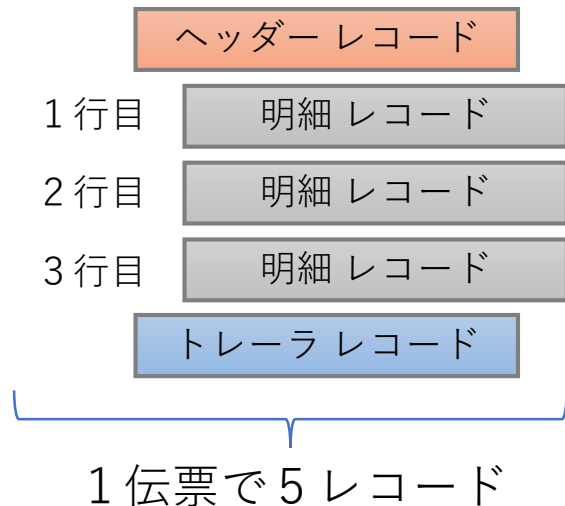 ヘッダー レコード
1行目 明細 レコード
2行目 明細 レコード
3行目 明細 レコード
トレーラ レコード
1伝票で5レコード